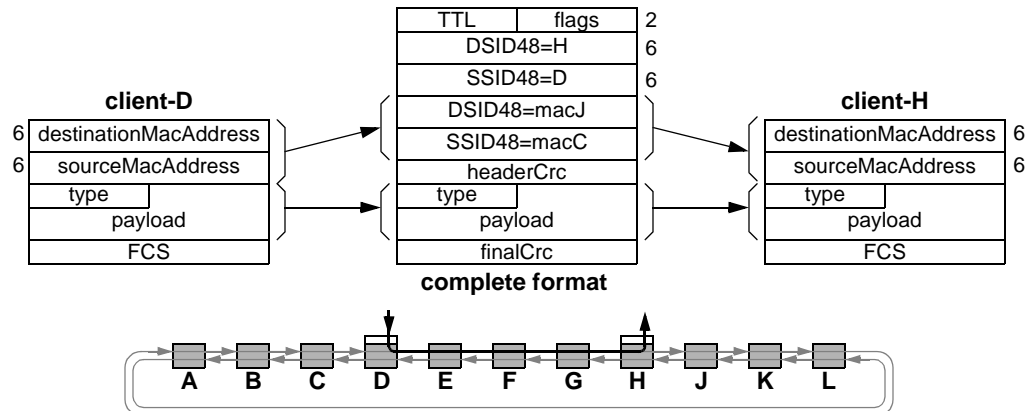 TTL flags 2
DSID48=H 6
SSID48=D 6
client-D
6 destinationMacAddress
6 sourceMacAddress
type
payload
FCS
DSID48=macJ
SSID48=macC
headerCrc
type
payload
finalCrc
complete format
client-H
destinationMacAddress 6
sourceMacAddress 6
type
payload
FCS
A B C D E F G H J K L